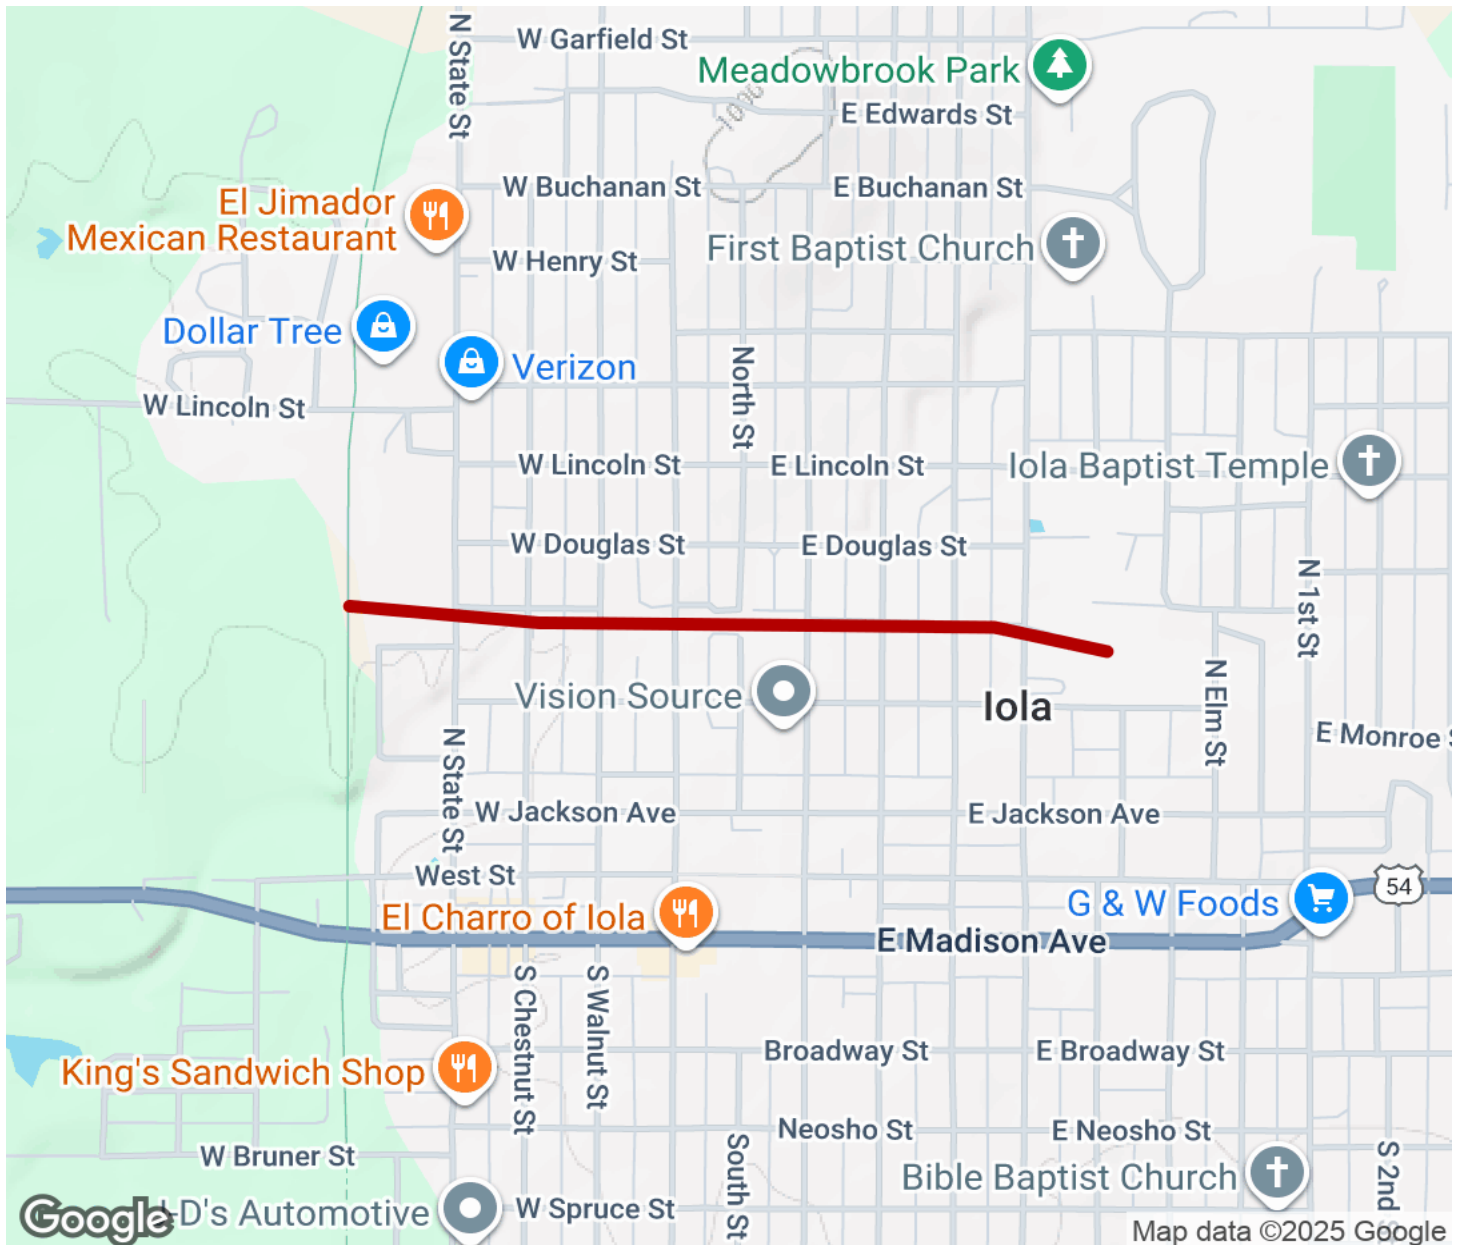 W Garfield St
N State St
Meadowbrook Park
1000
E Edwards St
W Buchanan St
E Buchanan St
El Jimador
Mexican Restaurant
First Baptist Church
W Henry St
Dollar Tree
Verizon
North St
W Lincoln St
W Lincoln St
E Lincoln St
Iola Baptist Temple
W Douglas St
E Douglas St
N 1st St
Vision Source
Iola
N Elm St
E Monroe
N State St
W Jackson Ave
E Jackson Ave
West St
54
G & W Foods
El Charro of Iola
E Madison Ave
S Chestnut St
S Walnut St
Broadway St
E Broadway St
King's Sandwich Shop
Neosho St
E Neosho St
South St
S 2nd
W Bruner St
Bible Baptist Church
Google
-D's Automotive
W Spruce St
Map data ©2025 Google